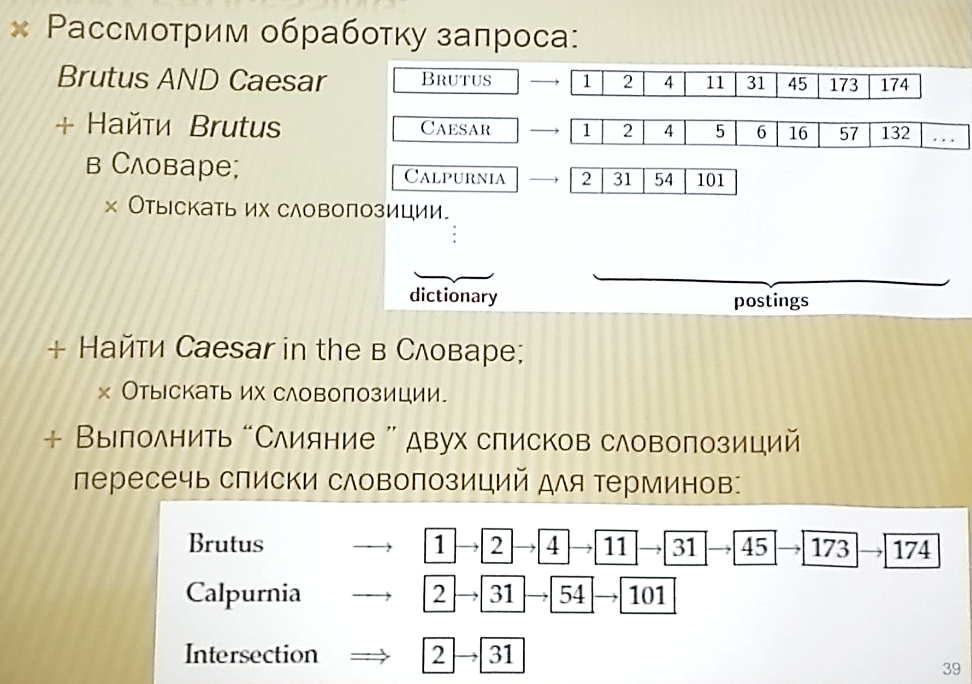 Рассмотрим обработку запроса:
Brutus AND Caesar
+ Найти Brutus
в Словаре;
× Отыскать их словопозиции.
BRUTUS → 1 2 4 11 31 45 173 174
CAESAR → 1 2 4 5 6 16 57 132 ...
CALPURNIA → 2 31 54 101
⋮
dictionary postings
+ Найти Caesar in the в Словаре;
× Отыскать их словопозиции.
+ Выполнить “Слияние ” двух списков словопозиций
пересечь списки словопозиций для терминов:
Brutus → 1 → 2 → 4 → 11 → 31 → 45 → 173 → 174
Calpurnia → 2 → 31 → 54 → 101
Intersection ⇒ 2 → 31
39